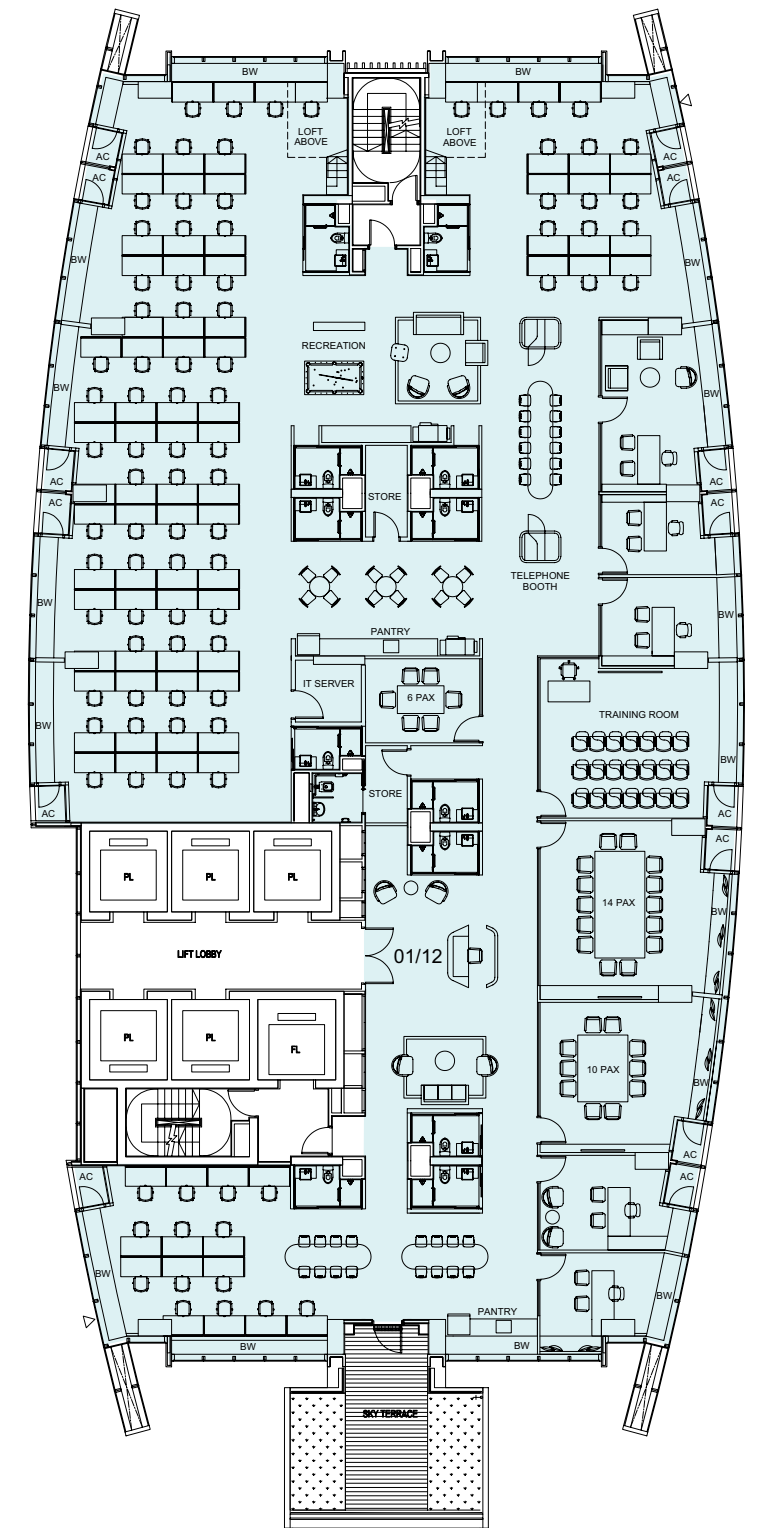 BW
BW
LOFT
ABOVE
LOFT
ABOVE
AC
AC
AC
AC
BW
BW
RECREATION
BW
BW
AC
AC
STORE
AC
AC
TELEPHONE
BOOTH
BW
BW
PANTRY
IT SERVER
6 PAX
TRAINING ROOM
BW
BW
STORE
AC
AC
AC
PL
PL
PL
14 PAX
BW
LIFT LOBBY
01/12
PL
PL
FL
10 PAX
BW
AC
AC
AC
BW
BW
PANTRY
BW
BW
SKY TERRACE